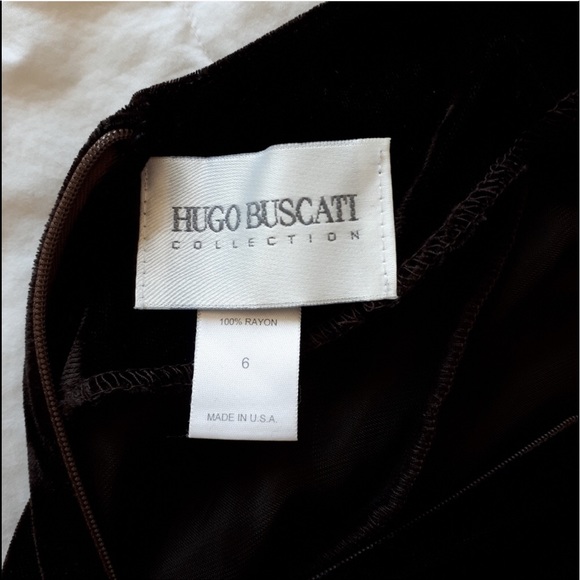 HUGO BUSCATI
COLLECTION
100% RAYON
6
MADE IN U.S.A.